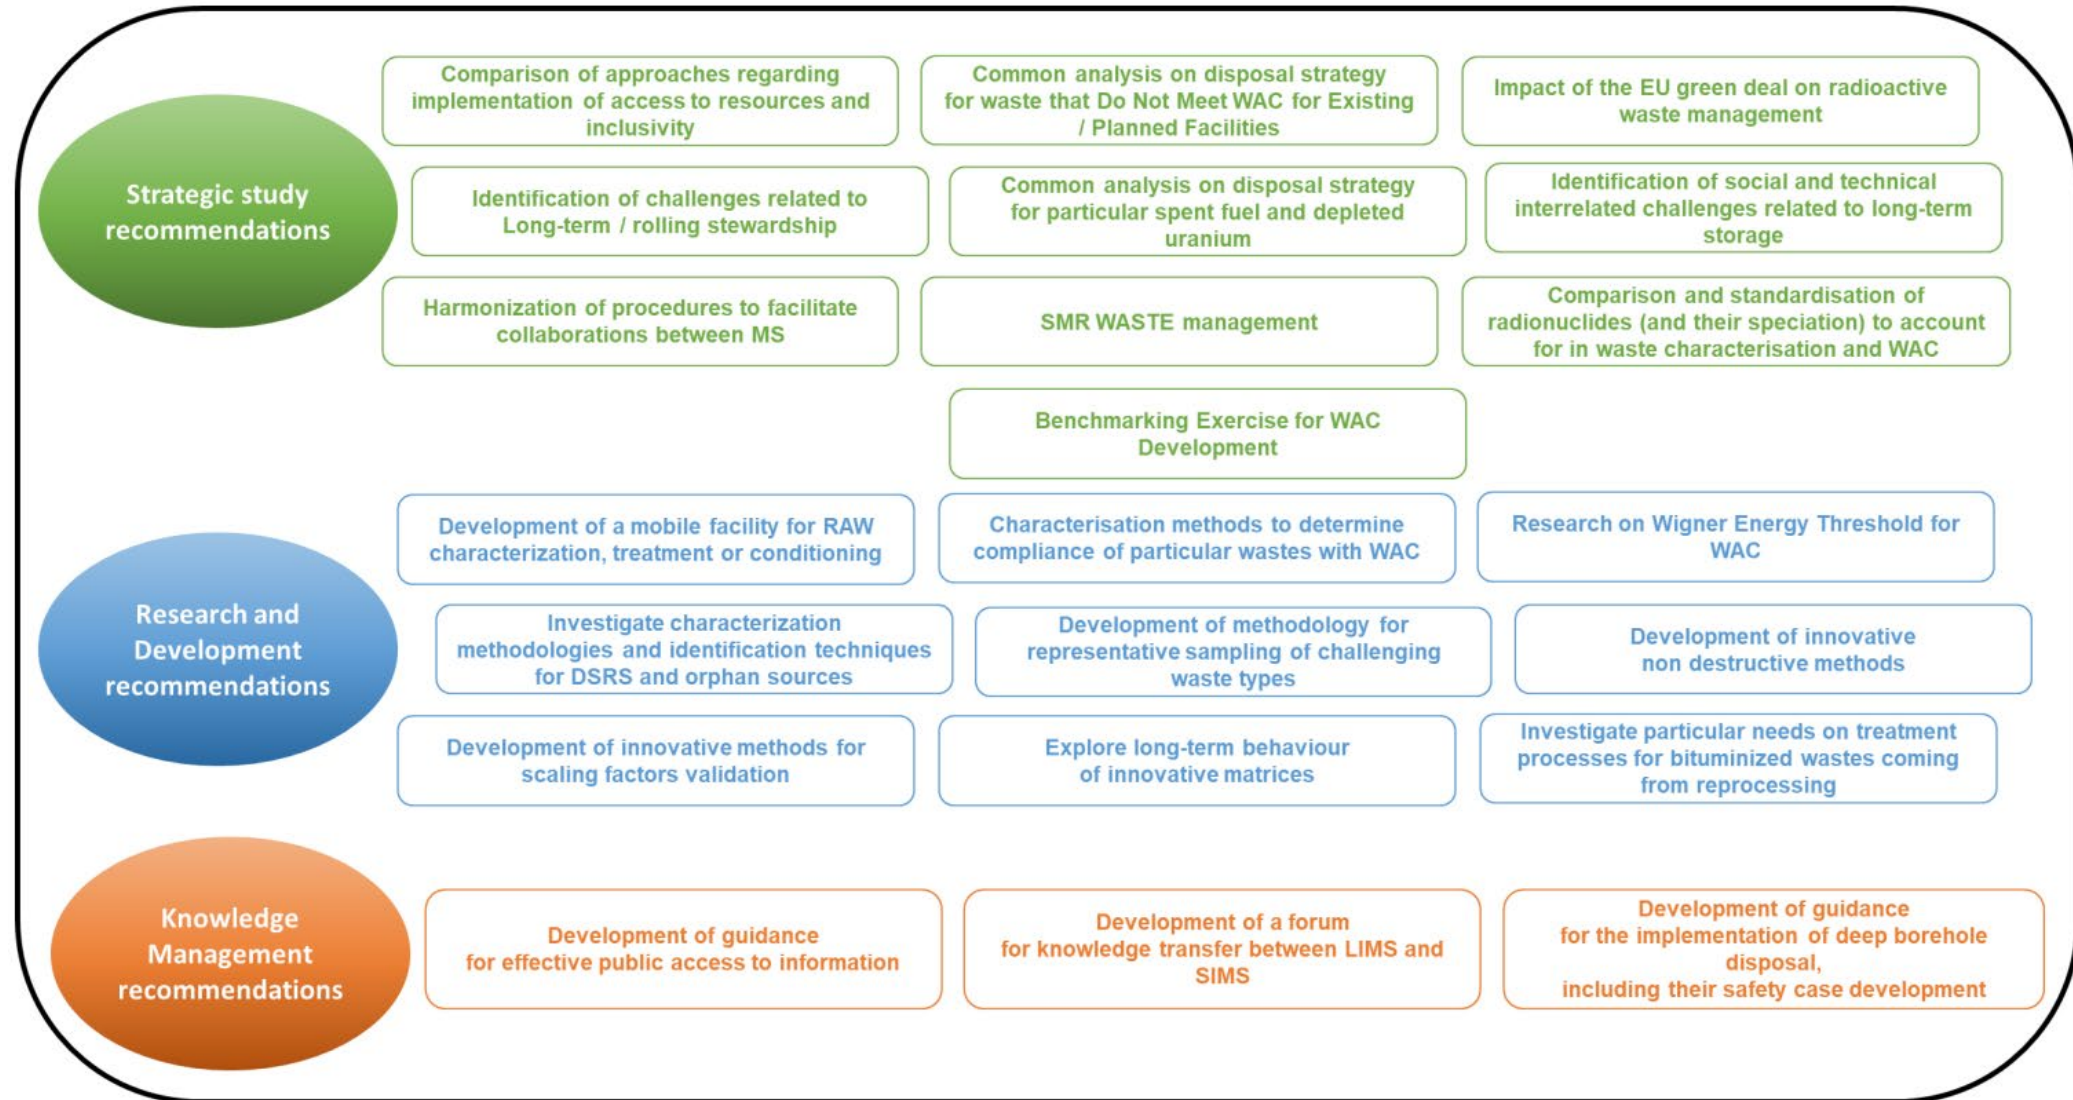 Strategic study
recommendations
Comparison of approaches regarding
implementation of access to resources and
inclusivity
Common analysis on disposal strategy
for waste that Do Not Meet WAC for Existing
/ Planned Facilities
Impact of the EU green deal on radioactive
waste management
Identification of challenges related to
Long-term / rolling stewardship
Common analysis on disposal strategy
for particular spent fuel and depleted
uranium
Identification of social and technical
interrelated challenges related to long-term
storage
Harmonization of procedures to facilitate
collaborations between MS
SMR WASTE management
Comparison and standardisation of
radionuclides (and their speciation) to account
for in waste characterisation and WAC
Benchmarking Exercise for WAC
Development
Research and
Development
recommendations
Development of a mobile facility for RAW
characterization, treatment or conditioning
Characterisation methods to determine
compliance of particular wastes with WAC
Research on Wigner Energy Threshold for
WAC
Investigate characterization
methodologies and identification techniques
for DSRS and orphan sources
Development of methodology for
representative sampling of challenging
waste types
Development of innovative
non destructive methods
Development of innovative methods for
scaling factors validation
Explore long-term behaviour
of innovative matrices
Investigate particular needs on treatment
processes for bituminized wastes coming
from reprocessing
Knowledge
Management
recommendations
Development of guidance
for effective public access to information
Development of a forum
for knowledge transfer between LIMS and
SIMS
Development of guidance
for the implementation of deep borehole
disposal,
including their safety case development